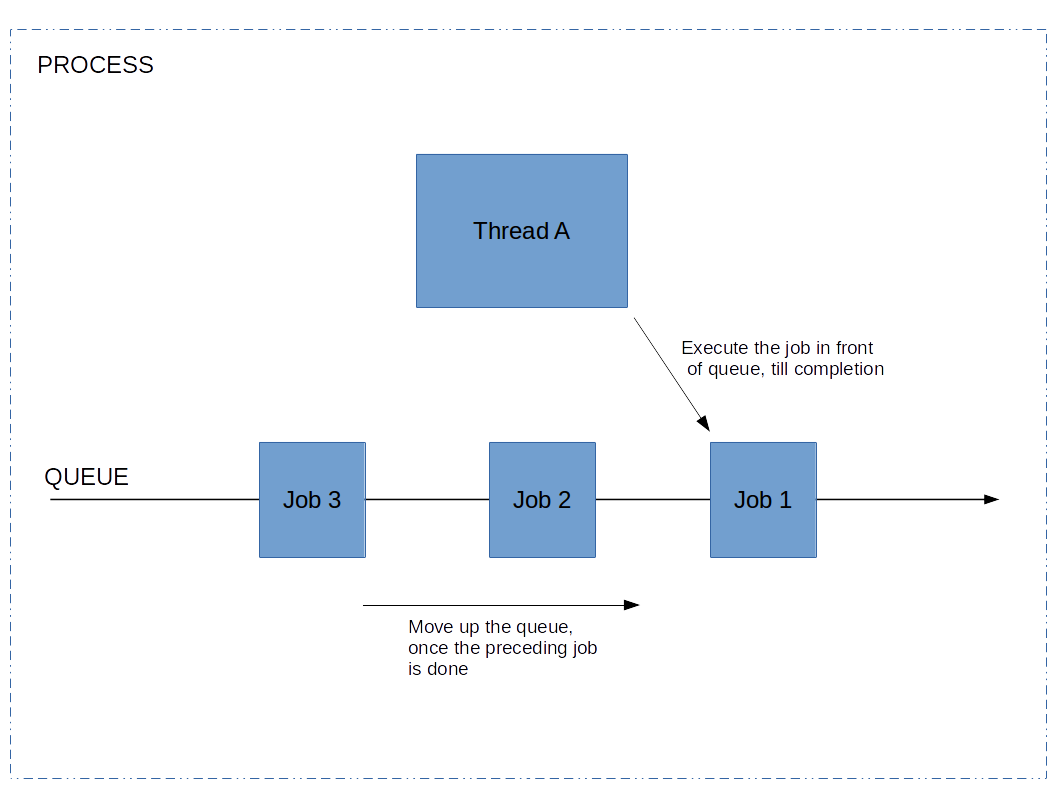 PROCESS
Thread A
Execute the job in front
of queue, till completion
QUEUE
Job 3
Job 2
Job 1
Move up the queue,
once the preceding job
is done